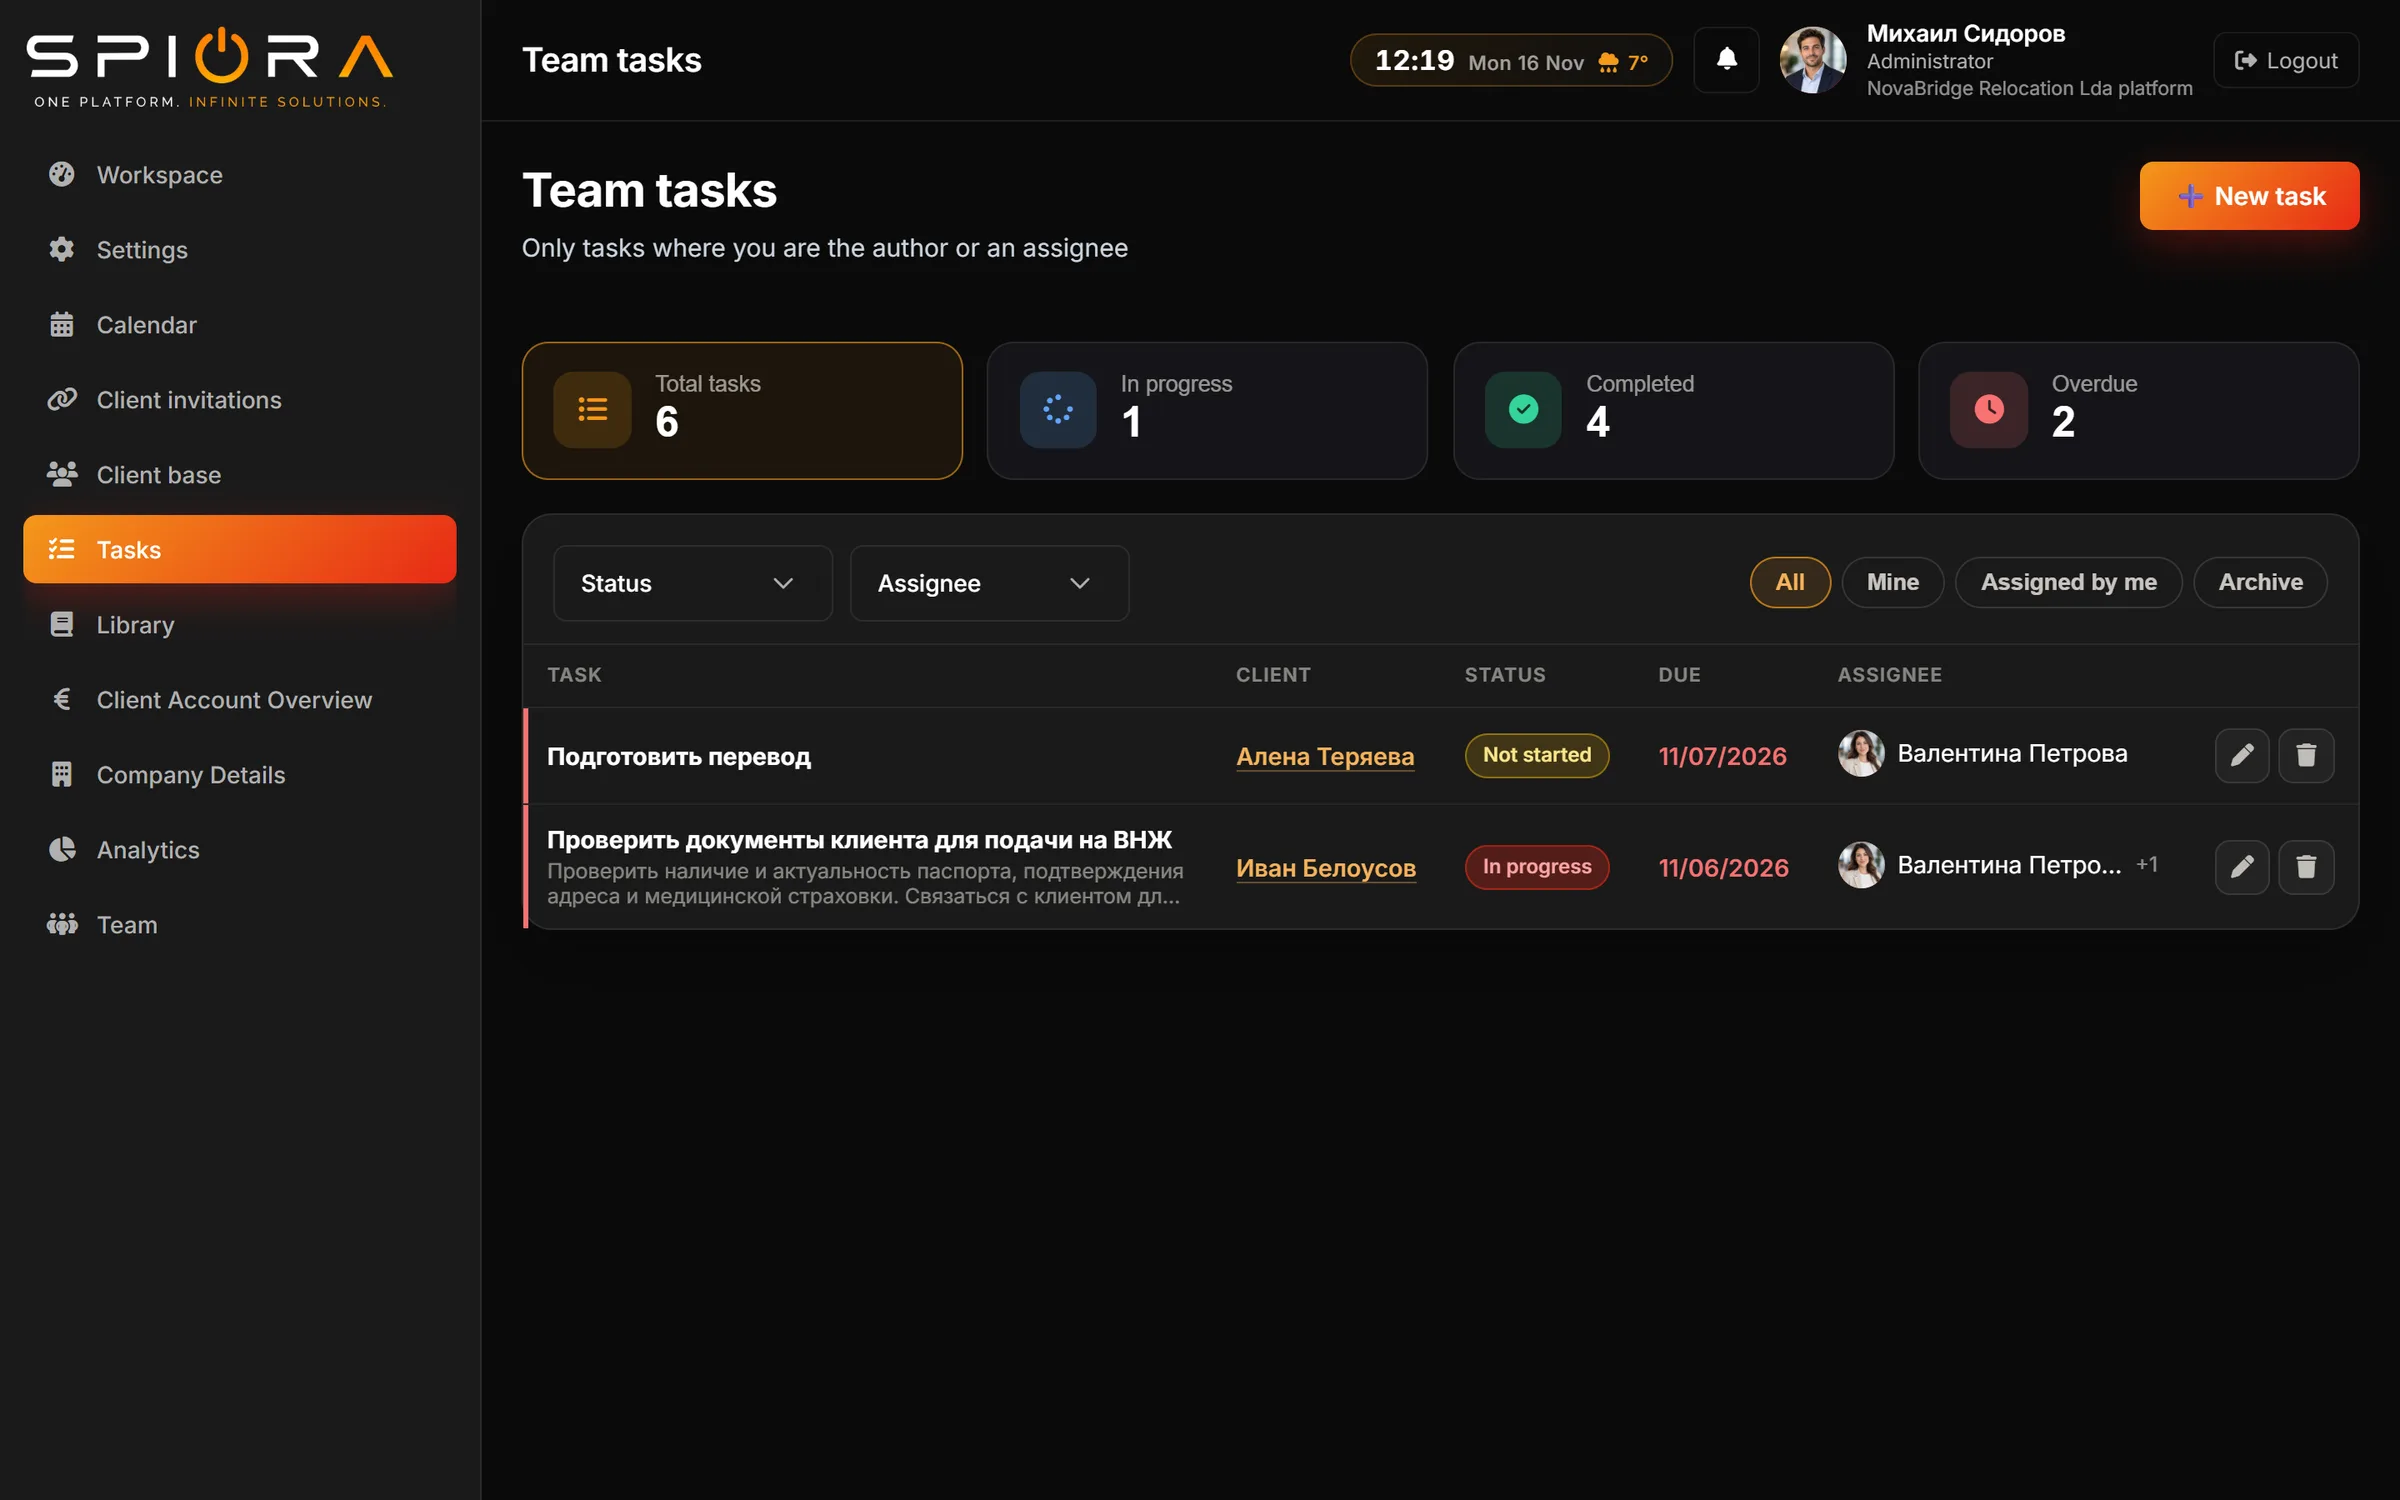 SPIORA
ONE PLATFORM. INFINITE SOLUTIONS.
Workspace
Settings
Calendar
Client invitations
Client base
Tasks
Library
Client Account Overview
Company Details
Analytics
Team
Team tasks
12:19 Mon 16 Nov 7°
Михаил Сидоров
Administrator
NovaBridge Relocation Lda platform
Logout
Team tasks
Only tasks where you are the author or an assignee
New task
Total tasks
6
In progress
1
Completed
4
Overdue
2
Status
Assignee
All
Mine
Assigned by me
Archive
TASK CLIENT STATUS DUE ASSIGNEE
Подготовить перевод
Алена Теряева
Not started
11/07/2026
Валентина Петрова
Проверить документы клиента для подачи на ВНЖ
Проверить наличие и актуальность паспорта, подтверждения
адреса и медицинской страховки. Связаться с клиентом дл...
Иван Белоусов
In progress
11/06/2026
Валентина Петро... +1